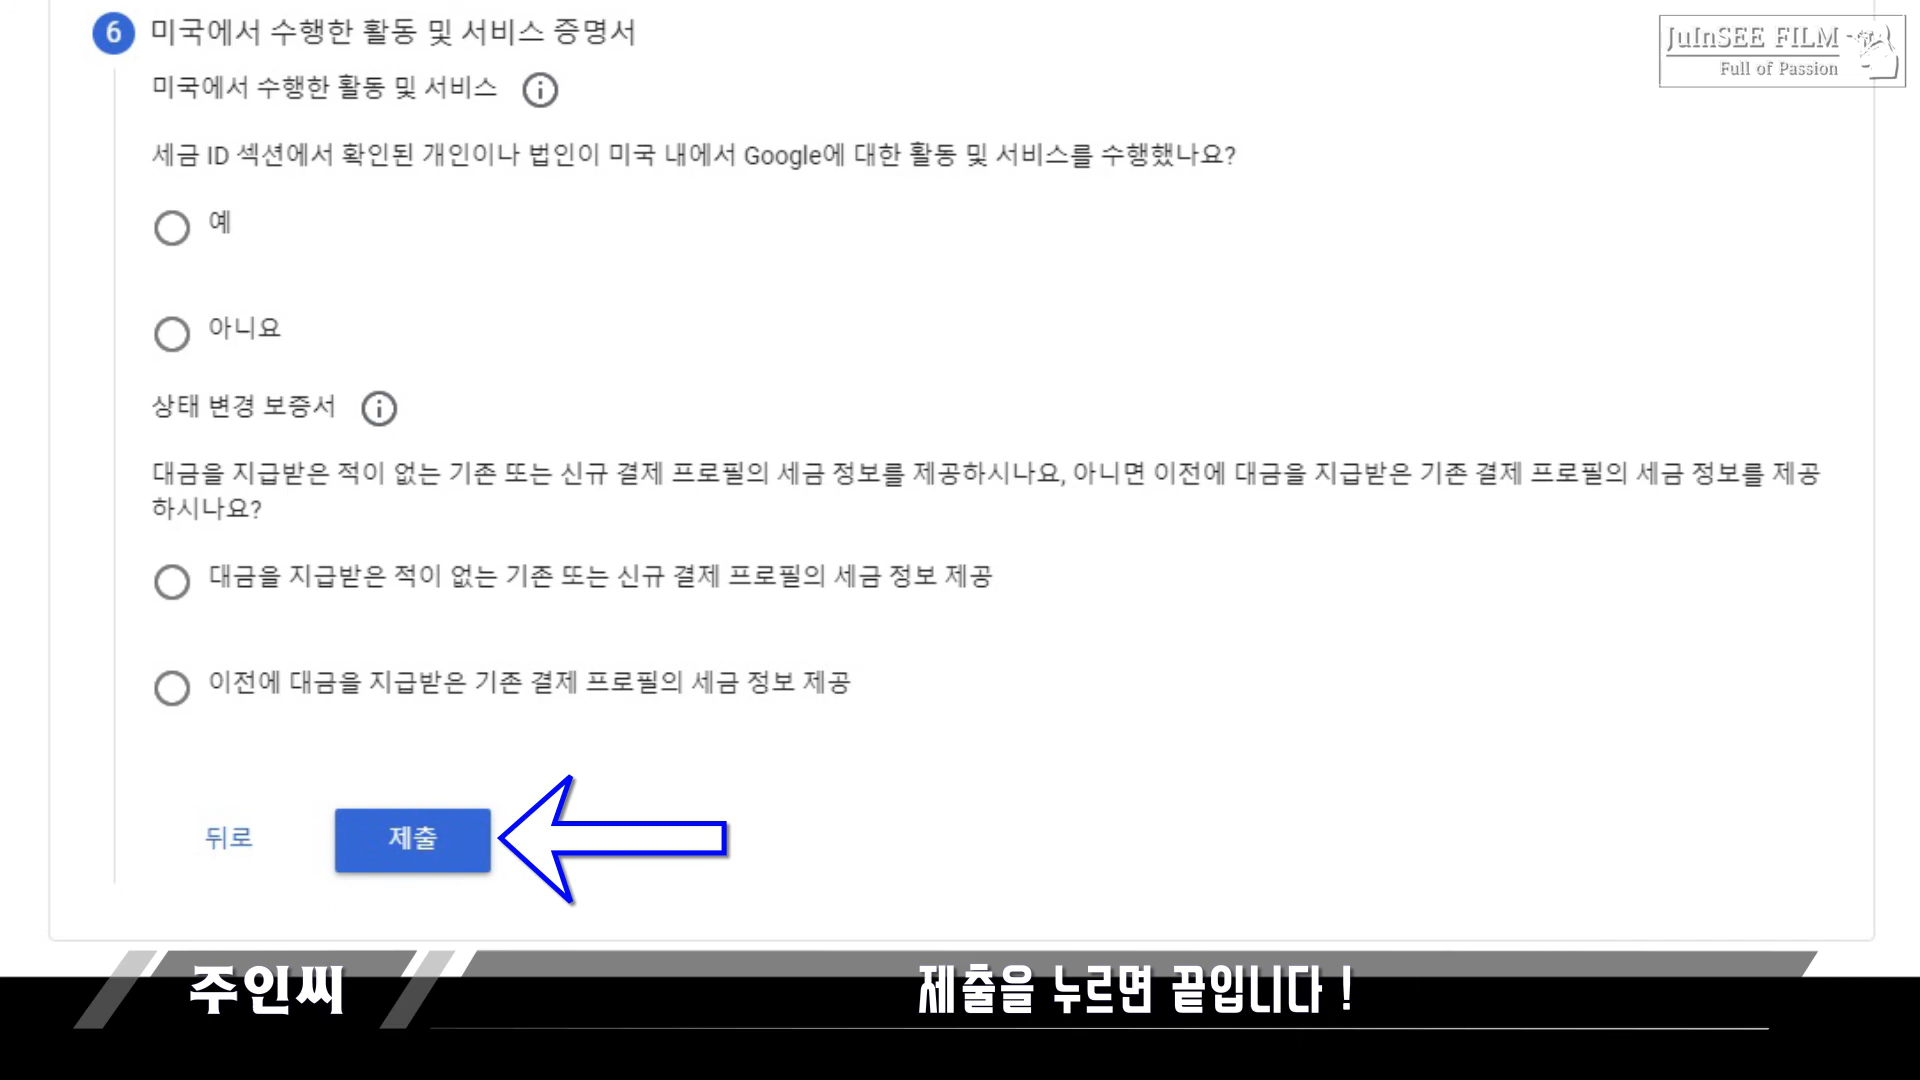 6 미국에서 수행한 활동 및 서비스 증명서
JuInSEE FILM
Full of Passion
미국에서 수행한 활동 및 서비스
세금 ID 섹션에서 확인된 개인이나 법인이 미국 내에서 Google에 대한 활동 및 서비스를 수행했나요?
예
아니요
상태 변경 보증서
대금을 지급받은 적이 없는 기존 또는 신규 결제 프로필의 세금 정보를 제공하시나요, 아니면 이전에 대금을 지급받은 기존 결제 프로필의 세금 정보를 제공
하시나요?
대금을 지급받은 적이 없는 기존 또는 신규 결제 프로필의 세금 정보 제공
이전에 대금을 지급받은 기존 결제 프로필의 세금 정보 제공
뒤로 제출
주인씨 제출을 누르면 끝입니다 !